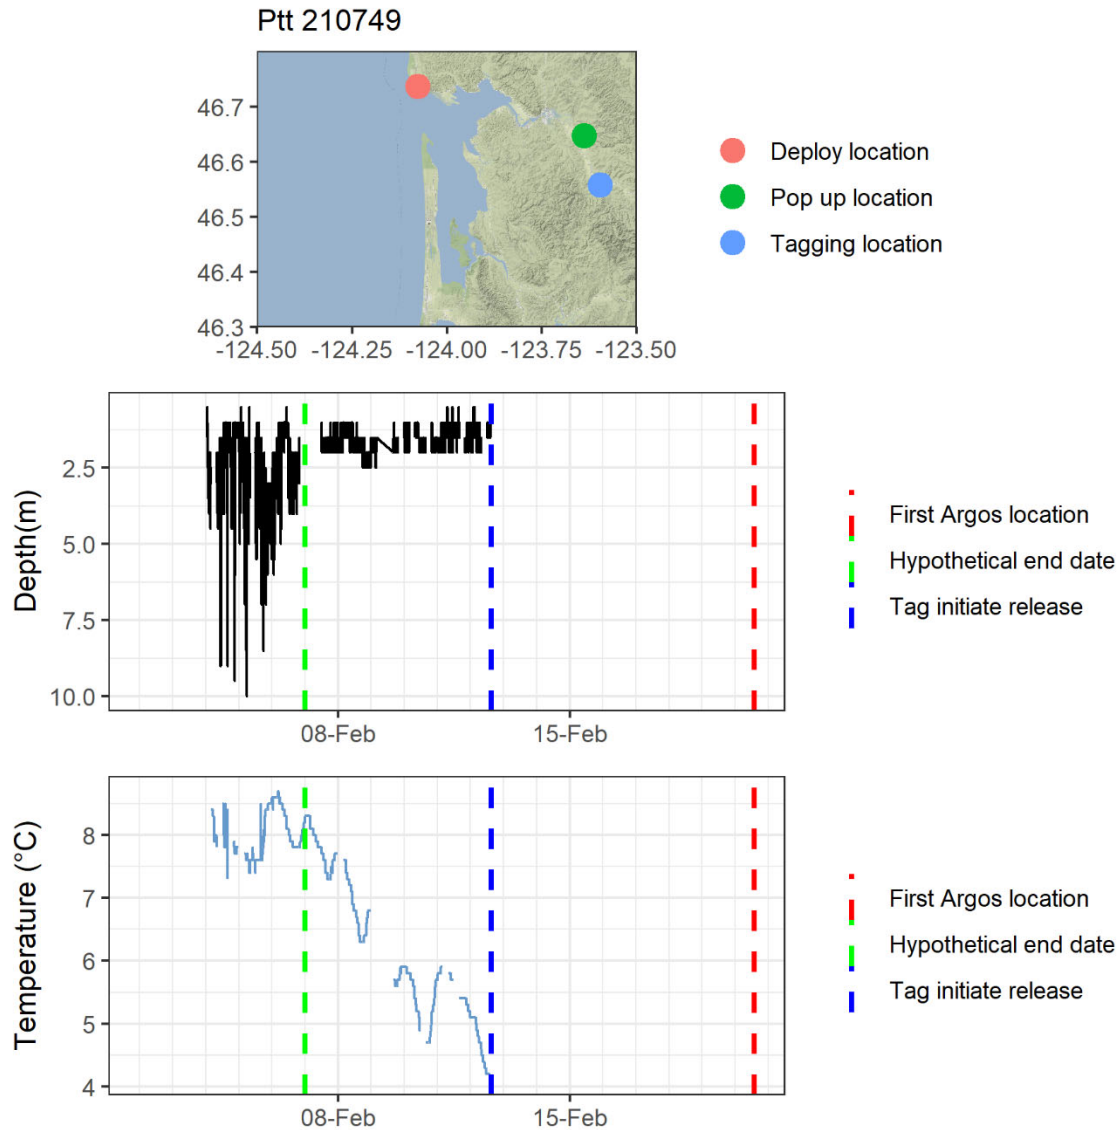 Ptt 210749
46.7
46.6
46.5
46.4
46.3
-124.50 -124.25 -124.00 -123.75 -123.50
Deploy location
Pop up location
Tagging location
Depth(m)
2.5
5.0
7.5
10.0
08-Feb 15-Feb
First Argos location
Hypothetical end date
Tag initiate release
Temperature (°C)
8
7
6
5
4
08-Feb 15-Feb
First Argos location
Hypothetical end date
Tag initiate release